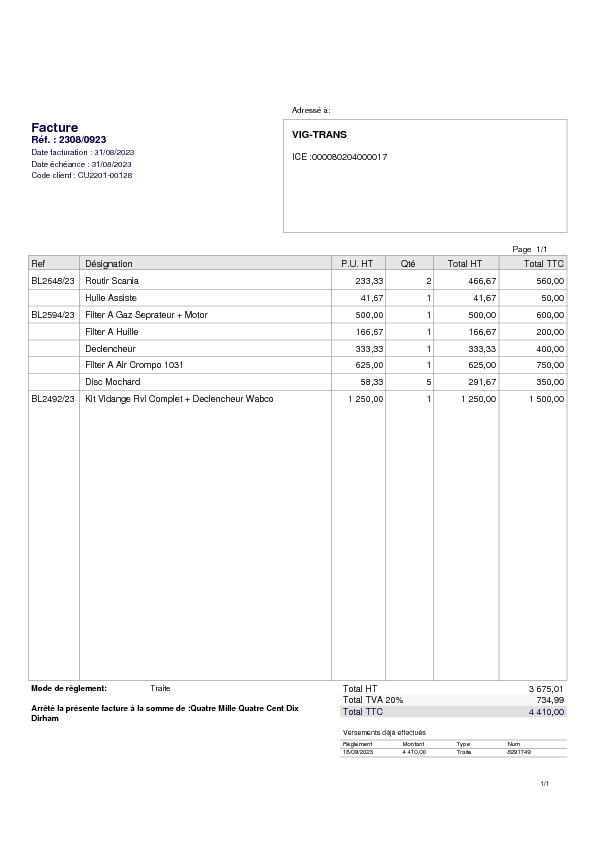 Adressé à:
Facture
Réf. : 2308/0923
Date facturation : 31/08/2023
Date échéance : 31/08/2023
Code client : CU2201-00128
VIG-TRANS
ICE :000080204000017
Page 1/1
Ref Désignation P.U. HT Qté Total HT Total TTC
BL2648/23 Routir Scania 233,33 2 466,67 560,00
Huile Assiste 41,67 1 41,67 50,00
BL2594/23 Filter A Gaz Seprateur + Motor 500,00 1 500,00 600,00
Filter A Huille 166,67 1 166,67 200,00
Declencheur 333,33 1 333,33 400,00
Filter A Air Crompo 1031 625,00 1 625,00 750,00
Disc Mochard 58,33 5 291,67 350,00
BL2492/23 Kit Vidange Rvi Complet + Declencheur Wabco 1 250,00 1 1 250,00 1 500,00
Mode de règlement: Traite
Total HT 3 675,01
Total TVA 20% 734,99
Total TTC 4 410,00
Arrêté la présente facture à la somme de :Quatre Mille Quatre Cent Dix
Dirham
Versements déjà effectués
Règlement Montant Type Num
18/09/2023 4 410,00 Traite 8291749
1/1